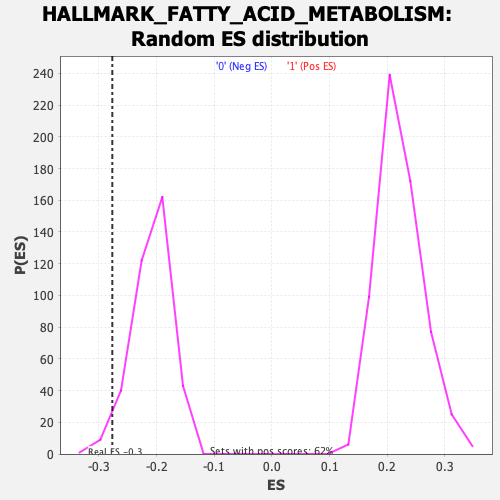 HALLMARK_FATTY_ACID_METABOLISM:
Random ES distribution
'0' (Neg ES) '1' (Pos ES)
240
220
200
180
160
140
120
100
80
60
40
20
0
P(ES)
Real ES -0.3
Sets with pos scores: 62%
-0.3 -0.2 -0.1 0.0 0.1 0.2 0.3
ES